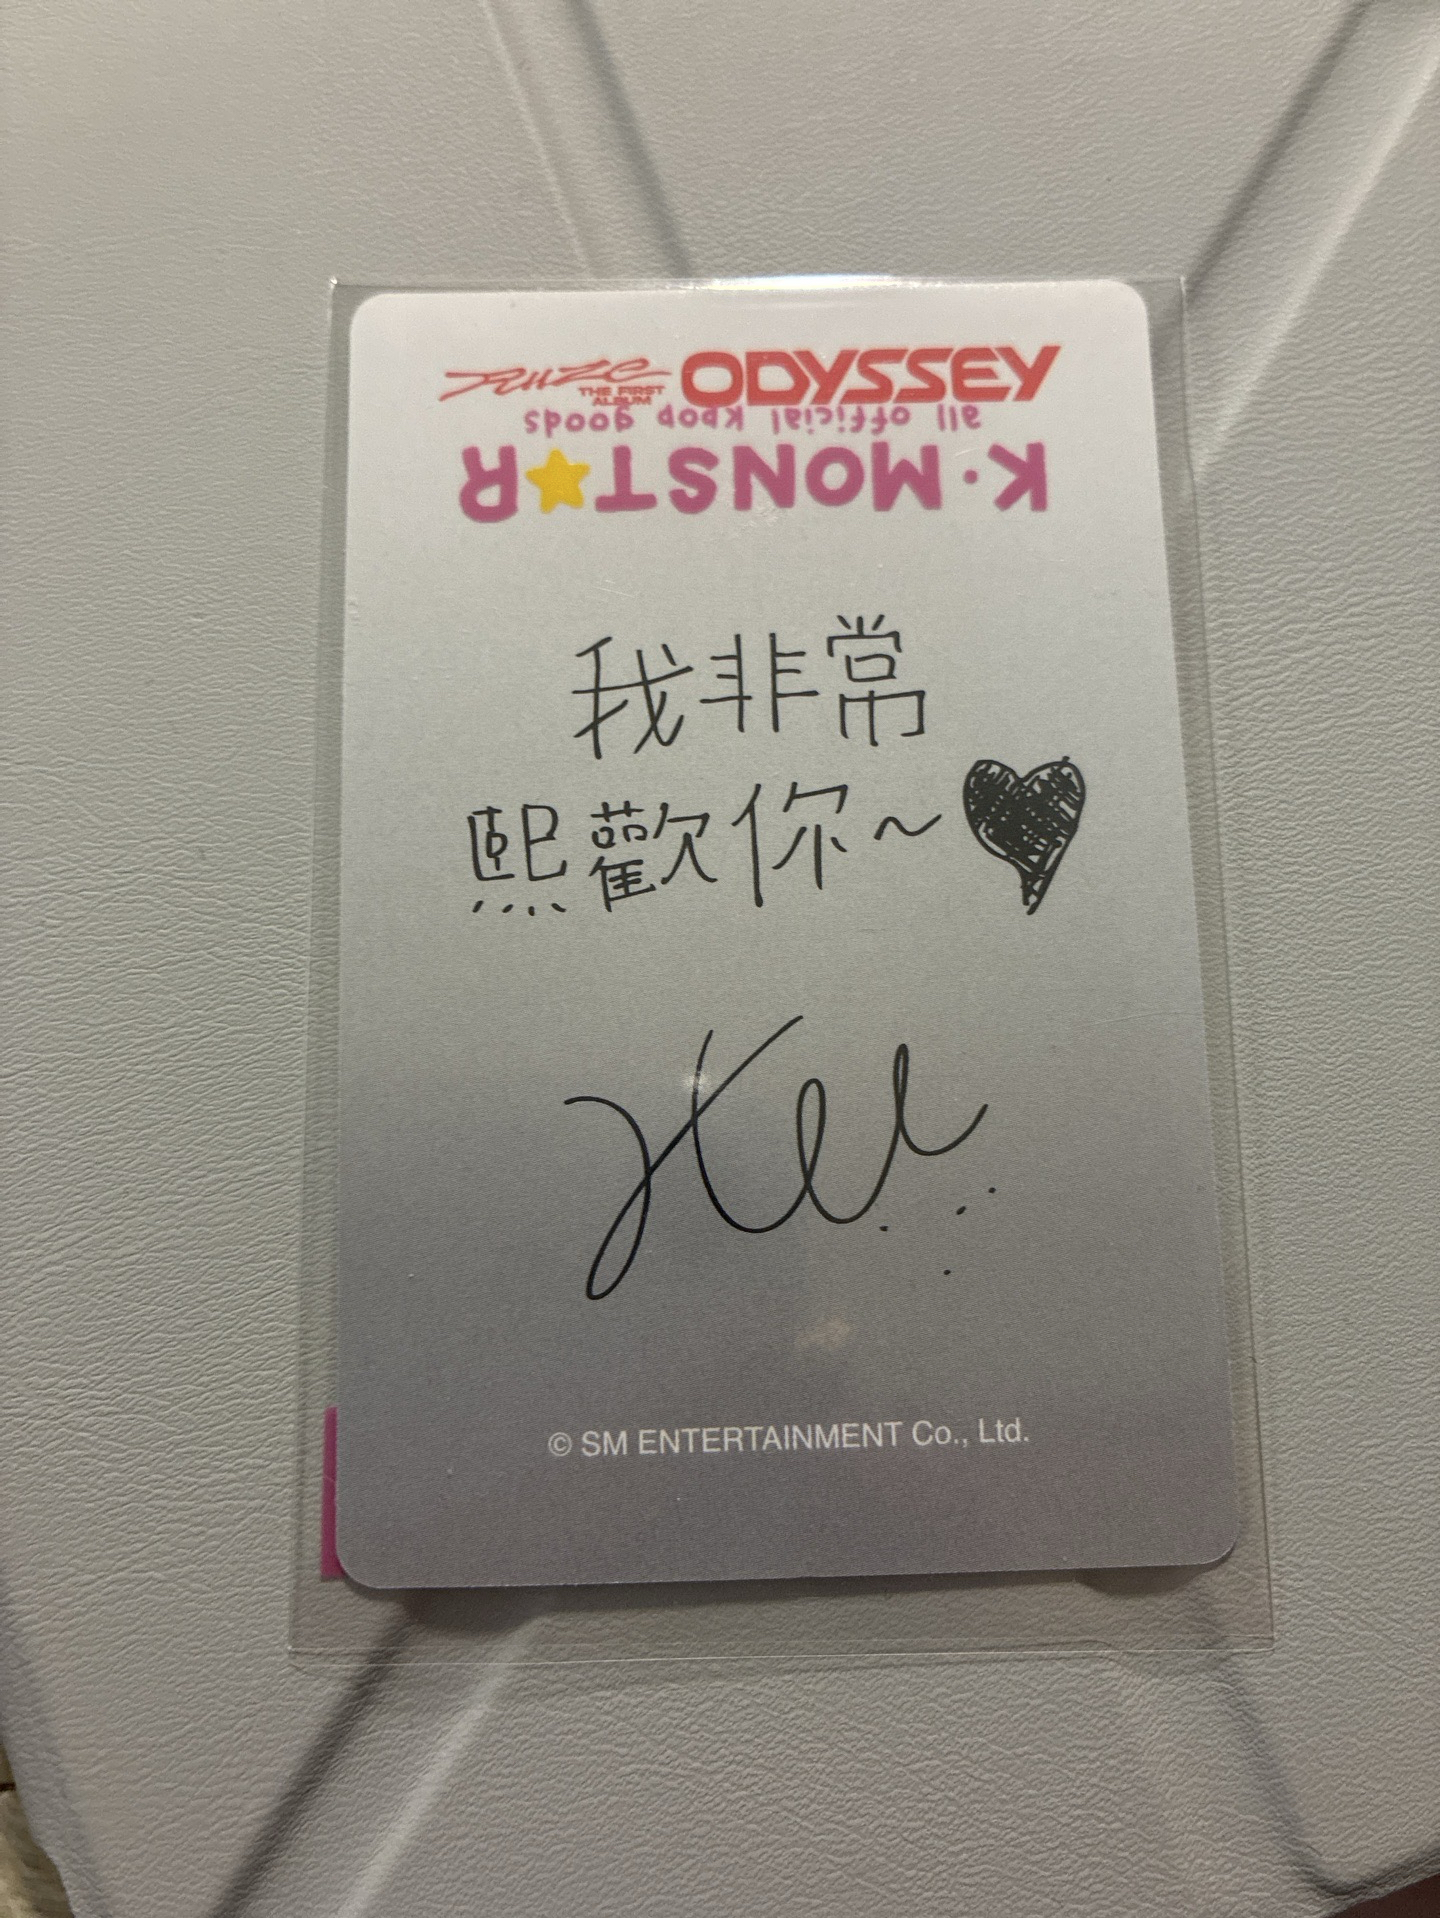 RIIZE THE FIRST ALBUM ODYSSEY
all official kpop goods
K·MONST★R
我非常
熙歡你~♥
© SM ENTERTAINMENT Co., Ltd.